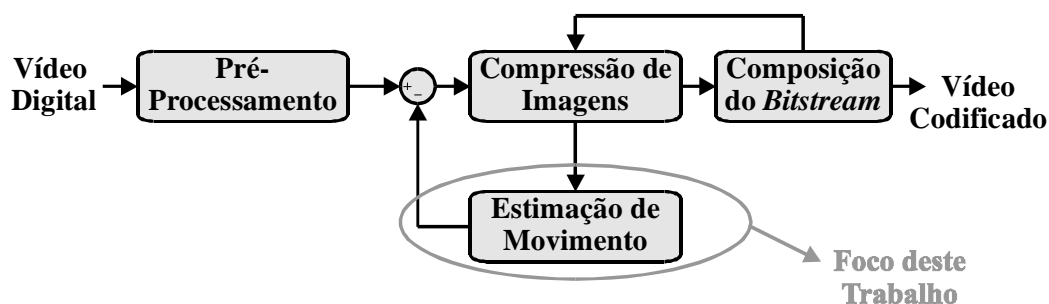 Vídeo
Digital
Pré-
Processamento
+
−
Compressão de
Imagens
Composição
do Bitstream
Vídeo
Codificado
Estimação de
Movimento
Foco deste
Trabalho